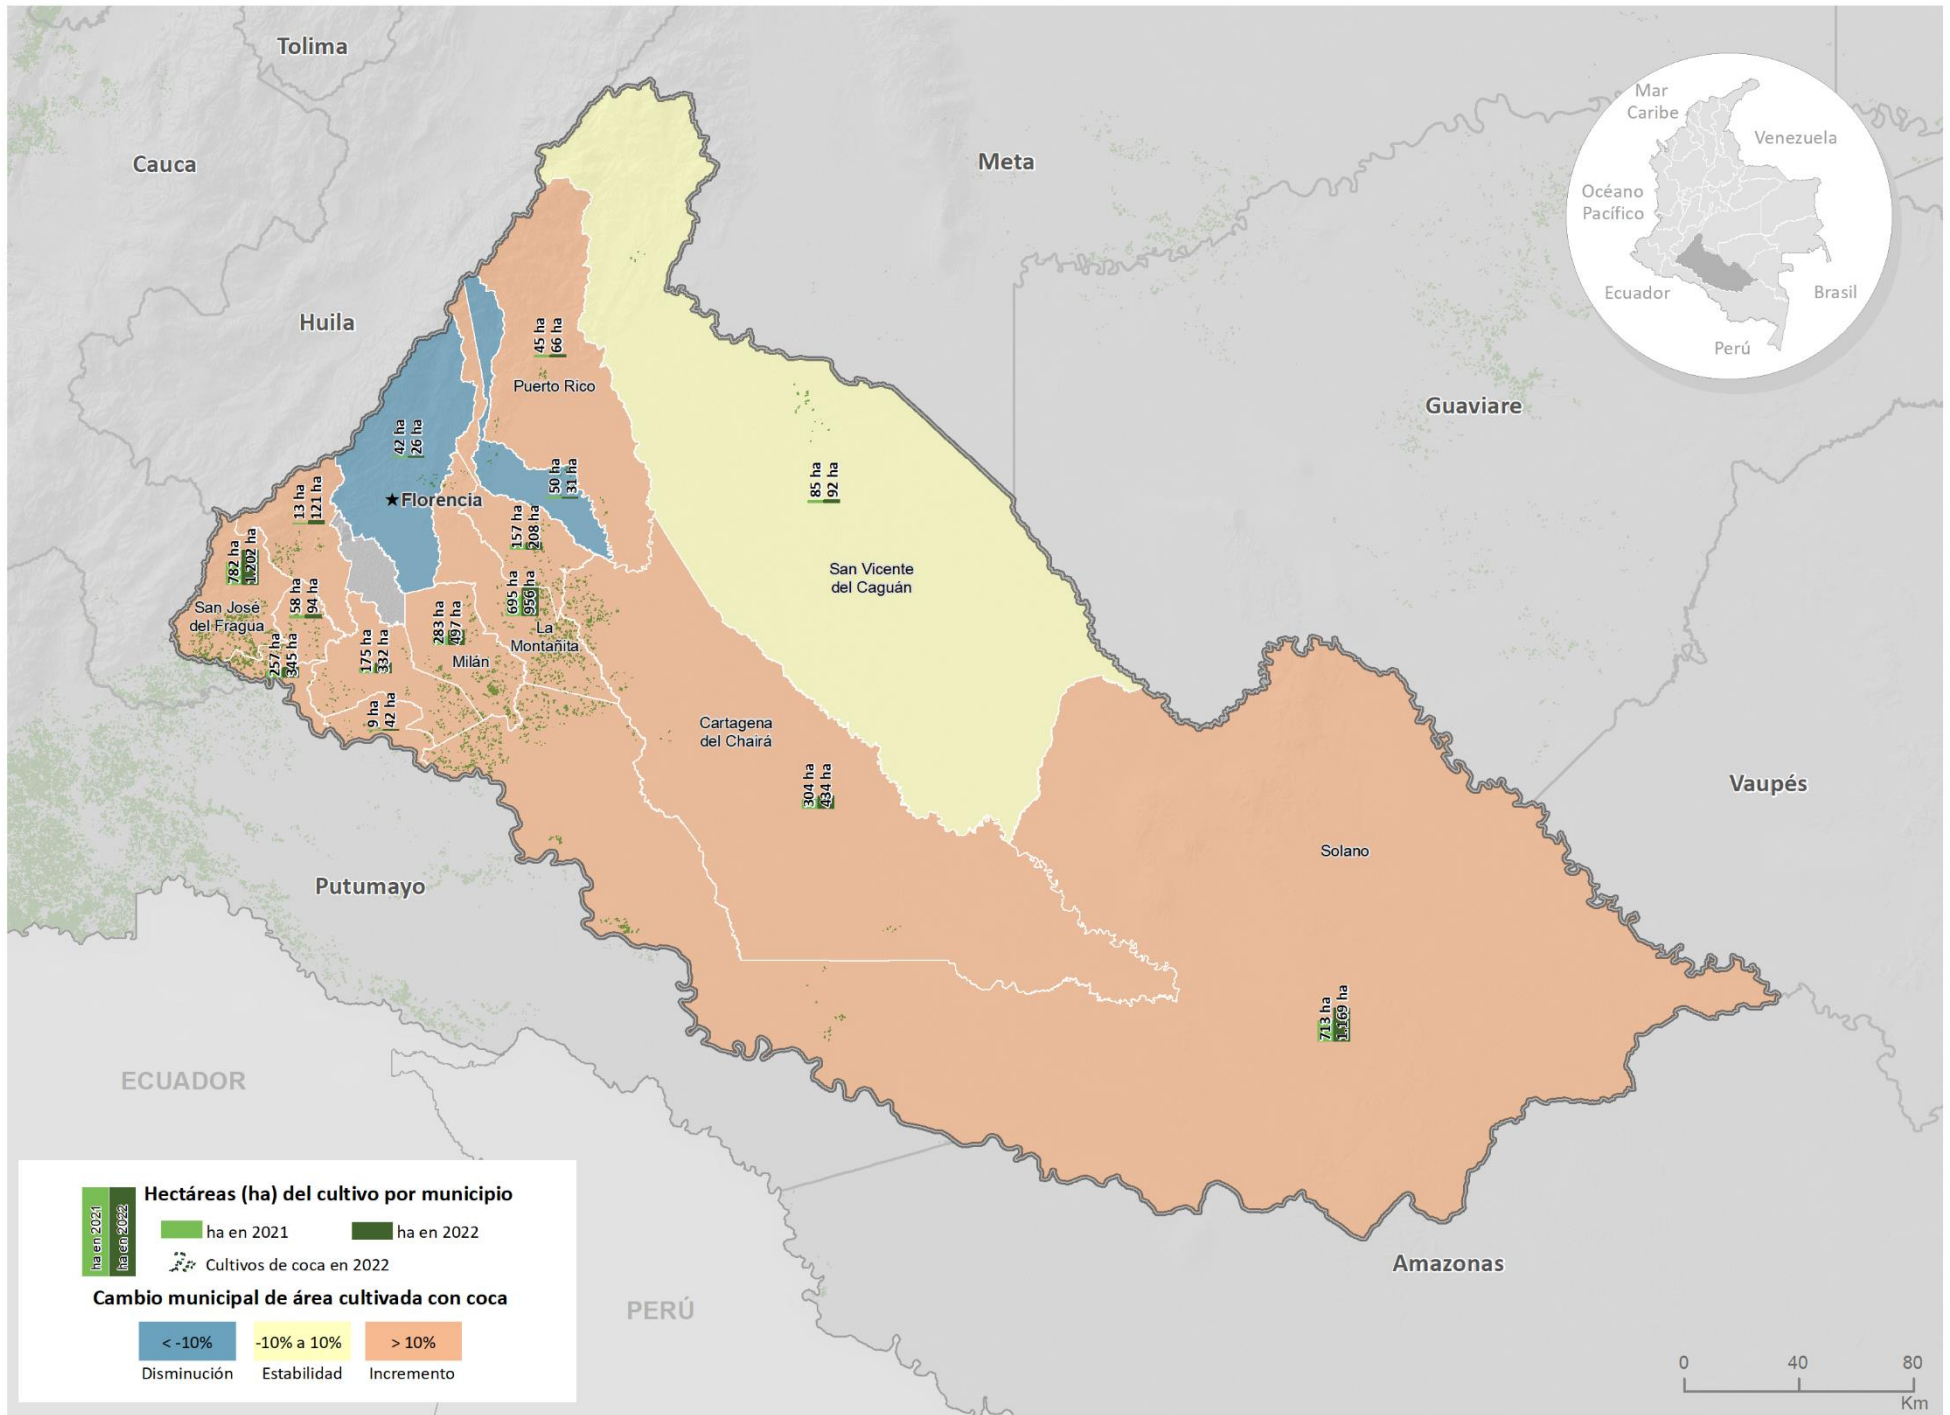 Tolima
Cauca
Meta
Huila
Guaviare
Vaupés
Putumayo
Amazonas
ECUADOR
PERÚ
Mar
Caribe
Venezuela
Océano
Pacífico
Ecuador
Brasil
Perú
45 ha
66 ha
Puerto Rico
42 ha
26 ha
★Florencia
50 ha
31 ha
85 ha
92 ha
13 ha
121 ha
157 ha
208 ha
782 ha
1.202 ha
San José
del Fragua
58 ha
94 ha
695 ha
956 ha
La
Montañita
283 ha
497 ha
Milán
257 ha
345 ha
175 ha
332 ha
9 ha
42 ha
San Vicente
del Caguán
Cartagena
del Chairá
304 ha
434 ha
Solano
713 ha
1.169 ha
ha en 2021
ha en 2022
Hectáreas (ha) del cultivo por municipio
ha en 2021
ha en 2022
Cultivos de coca en 2022
Cambio municipal de área cultivada con coca
< -10%
-10% a 10%
> 10%
Disminución
Estabilidad
Incremento
0
40
80
Km